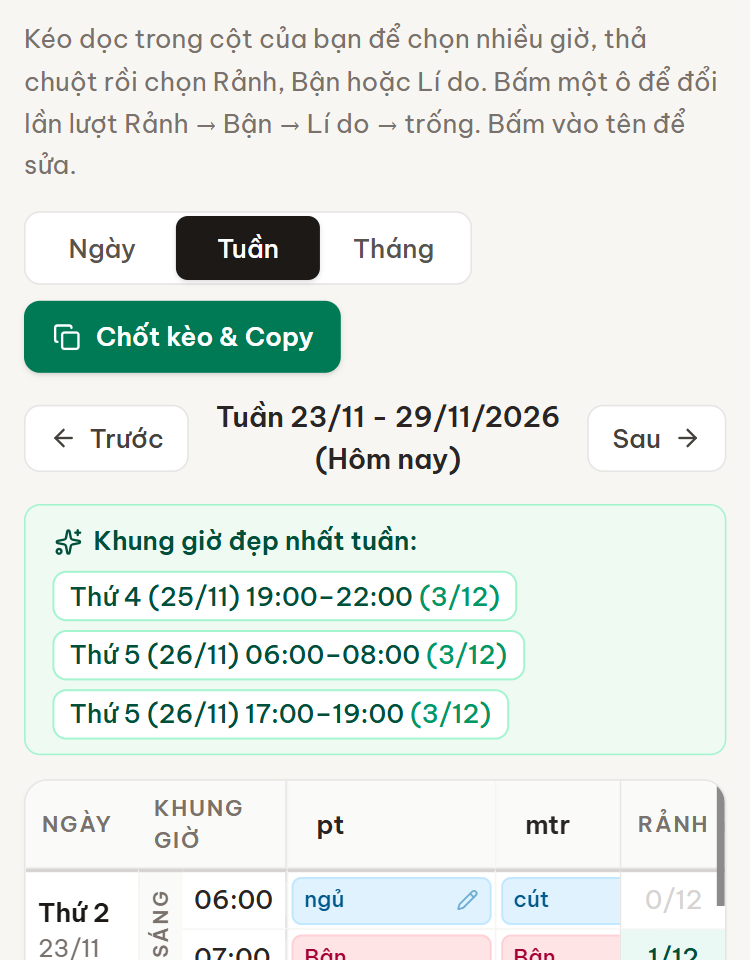 Kéo dọc trong cột của bạn để chọn nhiều giờ, thả
chuột rồi chọn Rảnh, Bận hoặc Lí do. Bấm một ô để đổi
lần lượt Rảnh → Bận → Lí do → trống. Bấm vào tên để
sửa.
Ngày Tuần Tháng
Chốt kèo & Copy
← Trước
Tuần 23/11 - 29/11/2026
(Hôm nay)
Sau →
Khung giờ đẹp nhất tuần:
Thứ 4 (25/11) 19:00–22:00 (3/12)
Thứ 5 (26/11) 06:00–08:00 (3/12)
Thứ 5 (26/11) 17:00–19:00 (3/12)
NGÀY
KHUNG
GIỜ
pt
mtr
RẢNH
Thứ 2
23/11
SÁNG
06:00 ngủ cút 0/12
07:00 Bận Bận 1/12